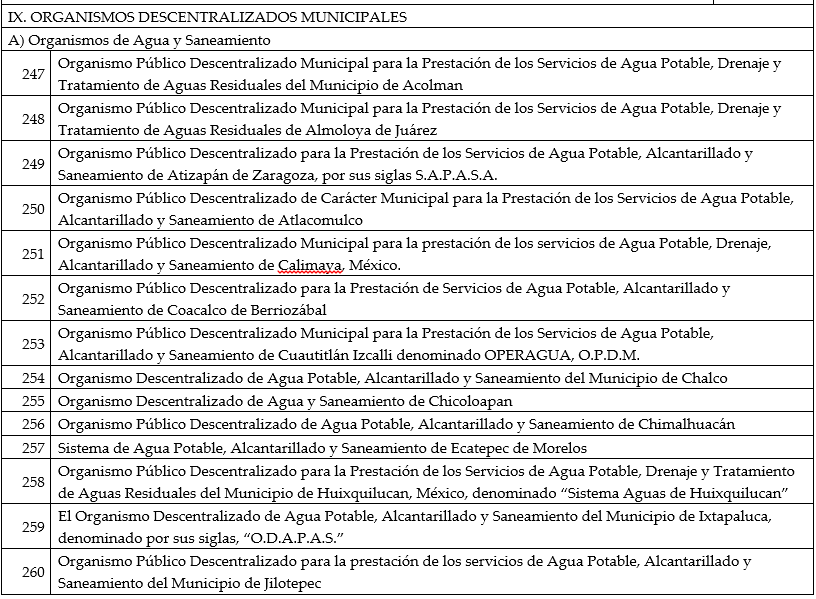 IX. ORGANISMOS DESCENTRALIZADOS MUNICIPALES
A) Organismos de Agua y Saneamiento
247 Organismo Público Descentralizado Municipal para la Prestación de los Servicios de Agua Potable, Drenaje y
Tratamiento de Aguas Residuales del Municipio de Acolman
248 Organismo Público Descentralizado Municipal para la Prestación de los Servicios de Agua Potable, Drenaje y
Tratamiento de Aguas Residuales de Almoloya de Juárez
249 Organismo Público Descentralizado para la Prestación de los Servicios de Agua Potable, Alcantarillado y
Saneamiento de Atizapán de Zaragoza, por sus siglas S.A.P.A.S.A.
250 Organismo Público Descentralizado de Carácter Municipal para la Prestación de los Servicios de Agua Potable,
Alcantarillado y Saneamiento de Atlacomulco
251 Organismo Público Descentralizado Municipal para la prestación de los servicios de Agua Potable, Drenaje,
Alcantarillado y Saneamiento de Calimaya, México.
252 Organismo Público Descentralizado para la Prestación de Servicios de Agua Potable, Alcantarillado y
Saneamiento de Coacalco de Berriozábal
253 Organismo Público Descentralizado Municipal para la Prestación de los Servicios de Agua Potable,
Alcantarillado y Saneamiento de Cuautitlán Izcalli denominado OPERAGUA, O.P.D.M.
254 Organismo Descentralizado de Agua Potable, Alcantarillado y Saneamiento del Municipio de Chalco
255 Organismo Descentralizado de Agua y Saneamiento de Chicoloapan
256 Organismo Público Descentralizado de Agua Potable, Alcantarillado y Saneamiento de Chimalhuacán
257 Sistema de Agua Potable, Alcantarillado y Saneamiento de Ecatepec de Morelos
258 Organismo Público Descentralizado para la Prestación de los Servicios de Agua Potable, Drenaje y Tratamiento
de Aguas Residuales del Municipio de Huixquilucan, México, denominado “Sistema Aguas de Huixquilucan”
259 El Organismo Descentralizado de Agua Potable, Alcantarillado y Saneamiento del Municipio de Ixtapaluca,
denominado por sus siglas, “O.D.A.P.A.S.”
260 Organismo Público Descentralizado para la prestación de los servicios de Agua Potable, Alcantarillado y
Saneamiento del Municipio de Jilotepec